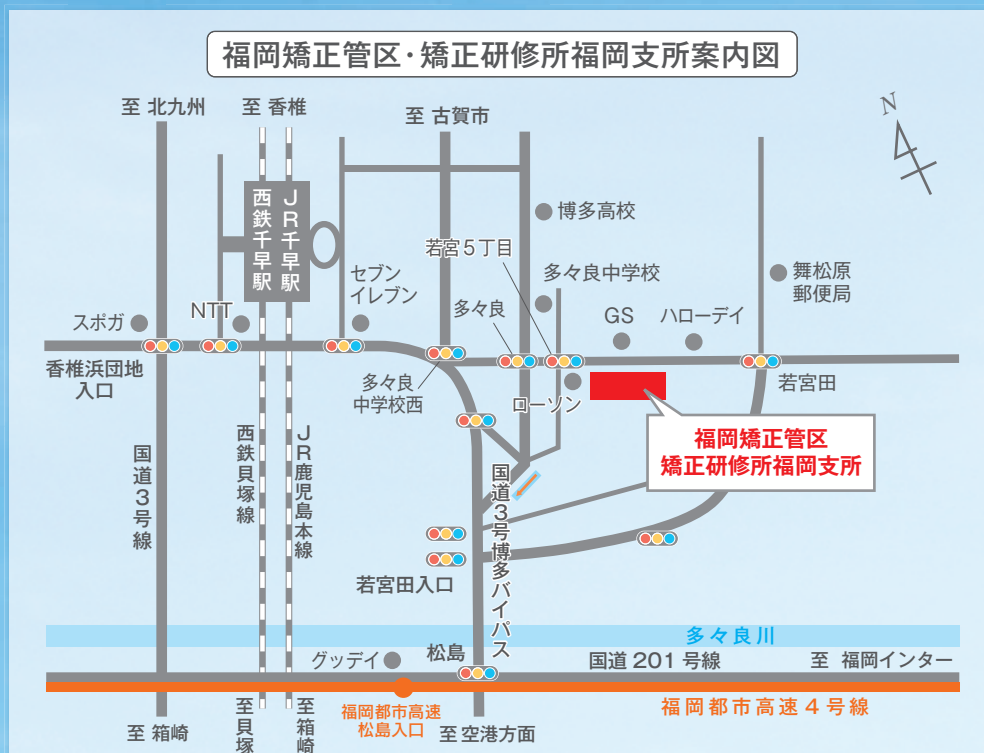 福岡矯正管区・矯正研修所福岡支所案内図
至 北九州
至 香椎
至 古賀市
N
西鉄千早駅
JR千早駅
博多高校
若宮5丁目
セブン
イレブン
多々良中学校
舞松原
郵便局
スポガ
NTT
多々良
GS
ハローデイ
香椎浜団地
入口
多々良
中学校西
ローソン
若宮田
福岡矯正管区
矯正研修所福岡支所
国道3号線
西鉄貝塚線
JR鹿児島本線
国道3号博多バイパス
若宮田入口
多々良川
グッデイ
松島
国道201号線
至 福岡インター
福岡都市高速
松島入口
福岡都市高速4号線
至 箱崎
至貝塚
至箱崎
至空港方面